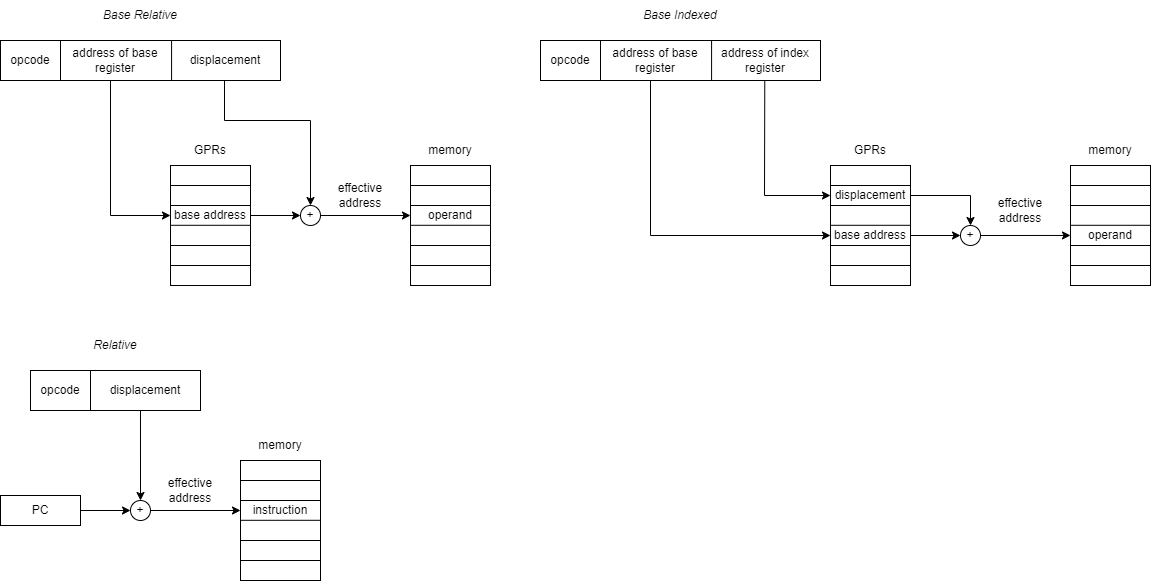 Base Relative
opcode
address of base
register
displacement
GPRs
base address
+
effective
address
memory
operand
Base Indexed
opcode
address of base
register
address of index
register
GPRs
displacement
base address
+
effective
address
memory
operand
Relative
opcode
displacement
PC
+
effective
address
memory
instruction